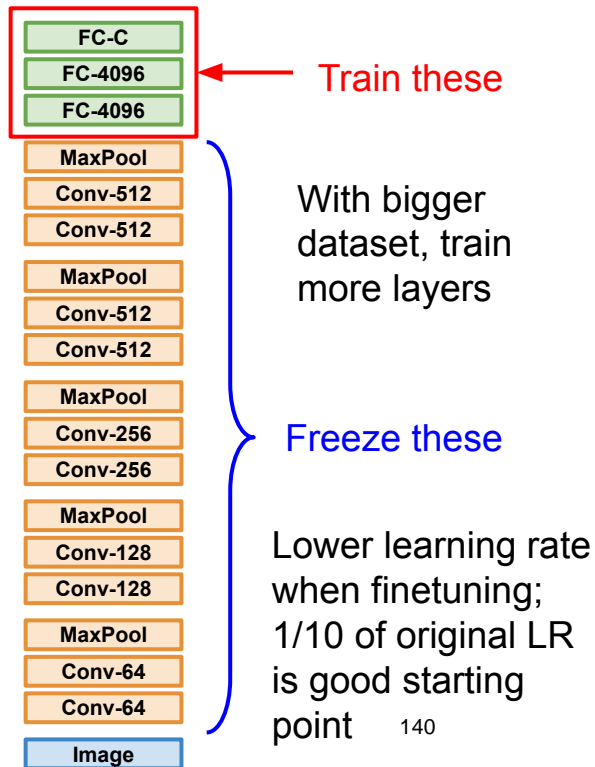 FC-C
FC-4096
FC-4096
Train these
MaxPool
Conv-512
Conv-512
With bigger
dataset, train
more layers
MaxPool
Conv-512
Conv-512
MaxPool
Conv-256
Conv-256
Freeze these
MaxPool
Conv-128
Conv-128
MaxPool
Conv-64
Conv-64
Image
Lower learning rate
when finetuning;
1/10 of original LR
is good starting
point
140